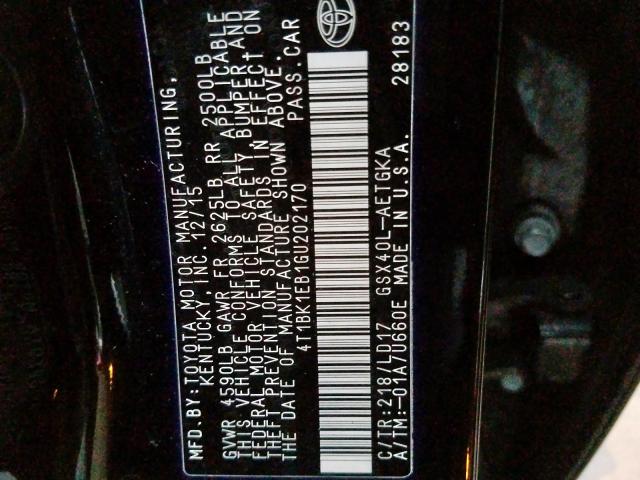 MFD.BY:TOYOTA MOTOR MANUFACTURING,
KENTUCKY, INC. 12/15
GVWR 4590LB GAWR FR 2625LB RR 2500LB
THIS VEHICLE CONFORMS TO ALL APPLICABLE
FEDERAL MOTOR VEHICLE SAFETY, BUMPER, AND
THEFT PREVENTION STANDARDS IN EFFECT ON
THE DATE OF MANUFACTURE SHOWN ABOVE.
4T1BK1EB1GU202170 PASS.CAR
C/TR:218/LD17 GSX40L-AETGKA
A/TM:-01A/U660E MADE IN U.S.A. 28183